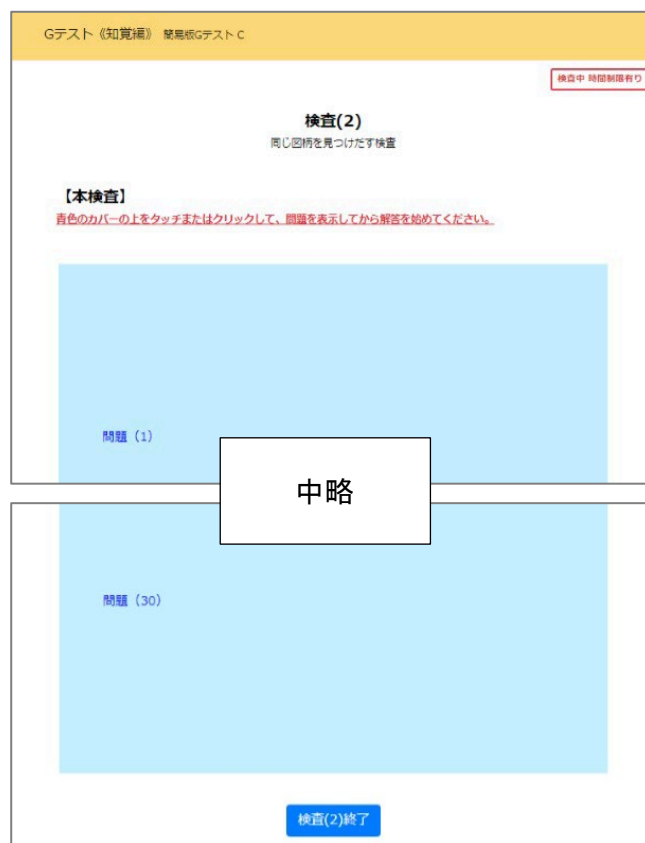 Gテスト《知覚編》 簡易版GテストC
検査中 時間制限有り
検査(2)
同じ図柄を見つけだす検査
【本検査】
青色のカバーの上をタッチまたはクリックして、問題を表示してから解答を始めてください。
問題（1）
中略
問題（30）
検査(2)終了